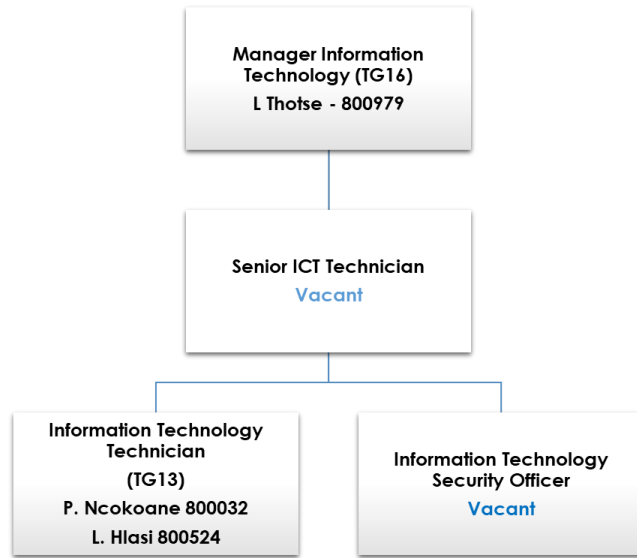 Manager Information
Technology (TG16)
L Thotse - 800979
Senior ICT Technician
Vacant
Information Technology
Technician
(TG13)
P. Ncokoane 800032
L. Hlasi 800524
Information Technology
Security Officer
Vacant